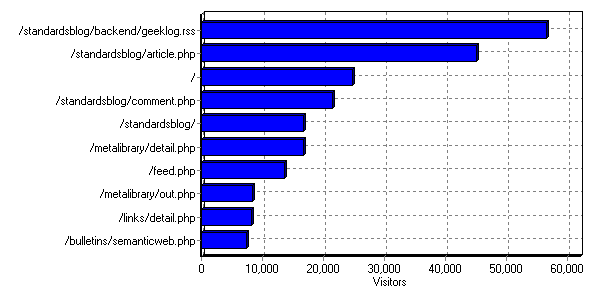 /standardsblog/backend/geeklog.rss
/standardsblog/article.php
/
/standardsblog/comment.php
/standardsblog/
/metalibrary/detail.php
/feed.php
/metalibrary/out.php
/links/detail.php
/bulletins/semanticweb.php
0 10,000 20,000 30,000 40,000 50,000 60,000
Visitors